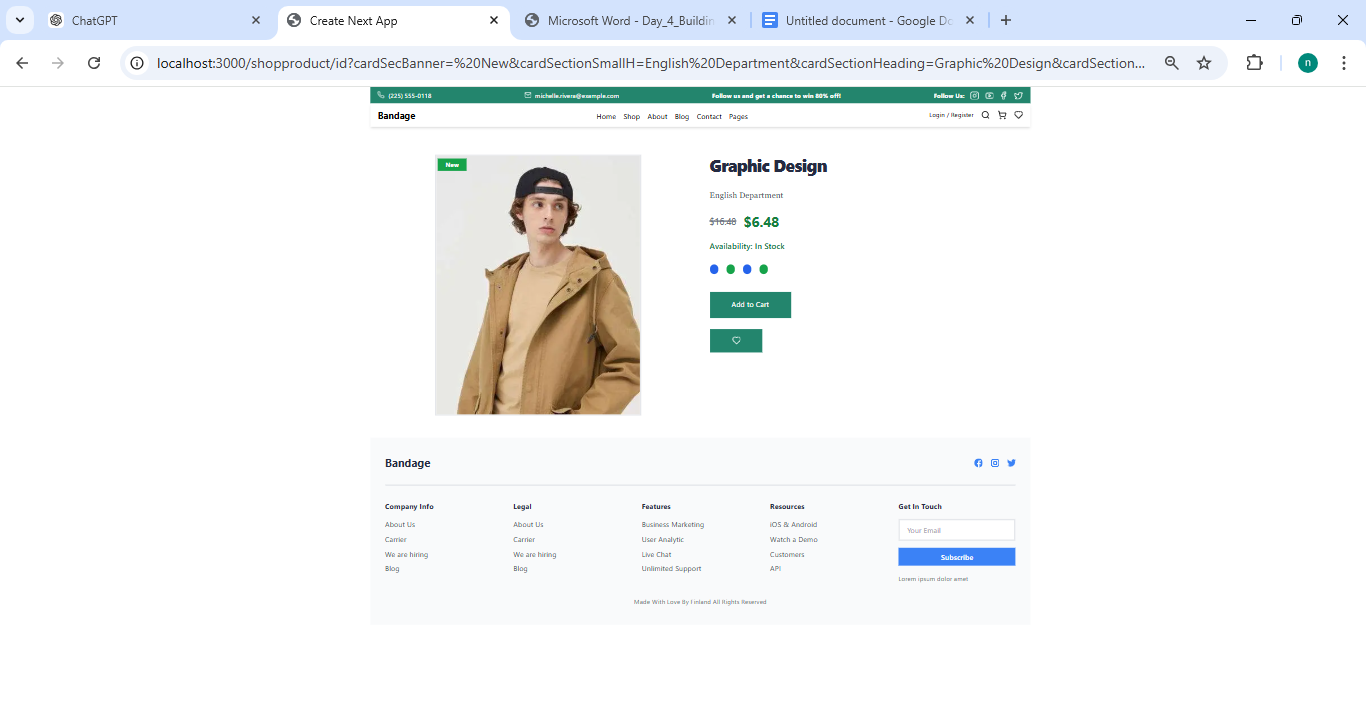 ChatGPT
Create Next App
Microsoft Word - Day_4_Buildin
Untitled document - Google Do
localhost:3000/shopproduct/id?cardSecBanner=%20New&cardSectionSmallH=English%20Department&cardSectionHeading=Graphic%20Design&cardSection...
n
(225) 555-0118
michelle.rivera@example.com
Follow us and get a chance to win 80% off!
Follow Us:
Bandage
Home Shop About Blog Contact Pages
Login / Register
New
Graphic Design
English Department
$16.48 $6.48
Availability: In Stock
Add to Cart
Bandage
Company Info
About Us
Carrier
We are hiring
Blog
Legal
About Us
Carrier
We are hiring
Blog
Features
Business Marketing
User Analytic
Live Chat
Unlimited Support
Resources
iOS & Android
Watch a Demo
Customers
API
Get In Touch
Your Email
Subscribe
Lorem ipsum dolor amet
Made With Love By Finland All Rights Reserved